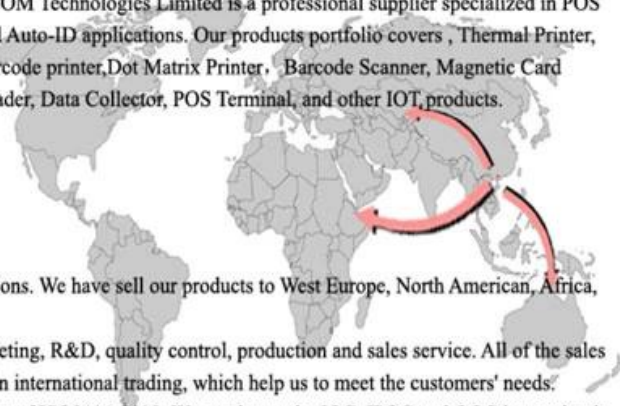 OM Technologies Limited is a professional supplier specialized in POS
Auto-ID applications. Our products portfolio covers , Thermal Printer,
rcode printer,Dot Matrix Printer， Barcode Scanner, Magnetic Card
ader, Data Collector, POS Terminal, and other IOT products.
ons. We have sell our products to West Europe, North American, Africa,
eting, R&D, quality control, production and sales service. All of the sales
n international trading, which help us to meet the customers' needs.